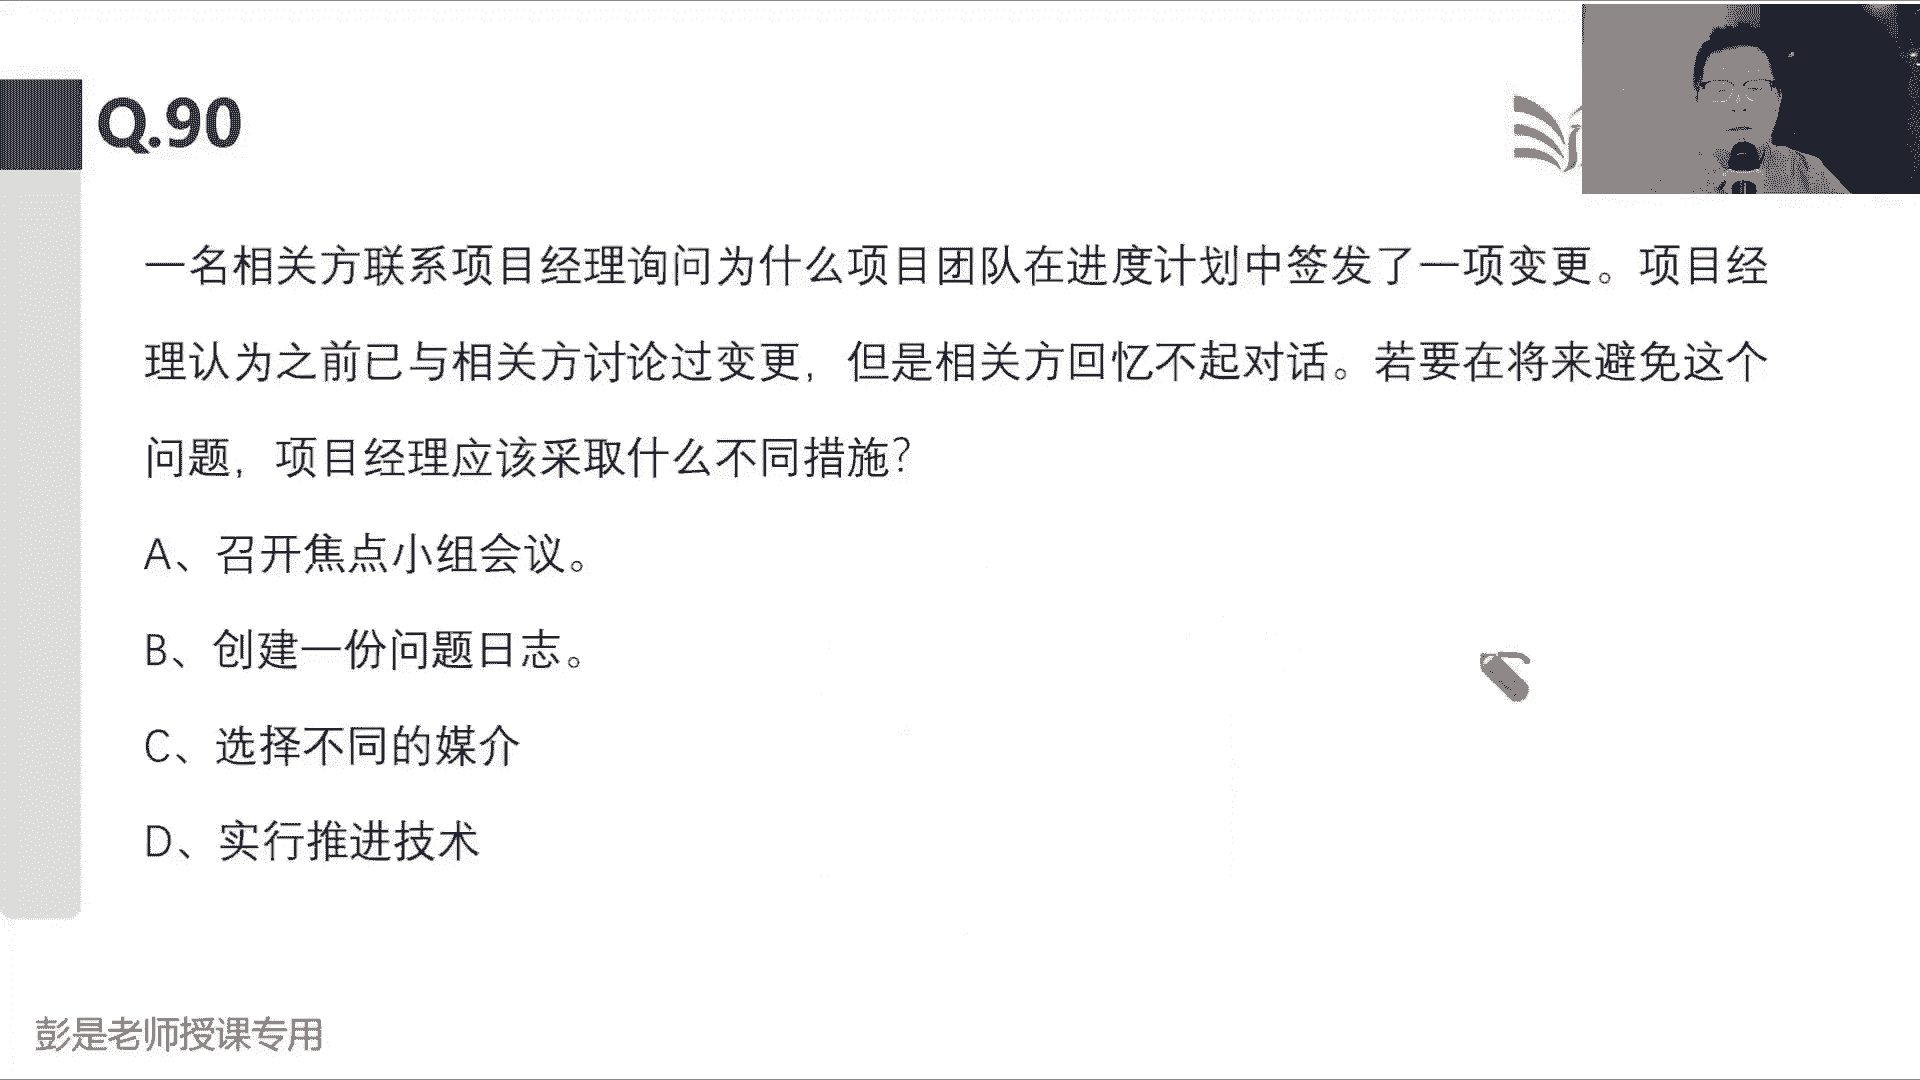 Q.90
一名相关方联系项目经理询问为什么项目团队在进度计划中签发了一项变更。项目经
理认为之前已与相关方讨论过变更，但是相关方回忆不起对话。若要在将来避免这个
问题，项目经理应该采取什么不同措施？
A、召开焦点小组会议。
B、创建一份问题日志。
C、选择不同的媒介
D、实行推进技术
彭是老师授课专用